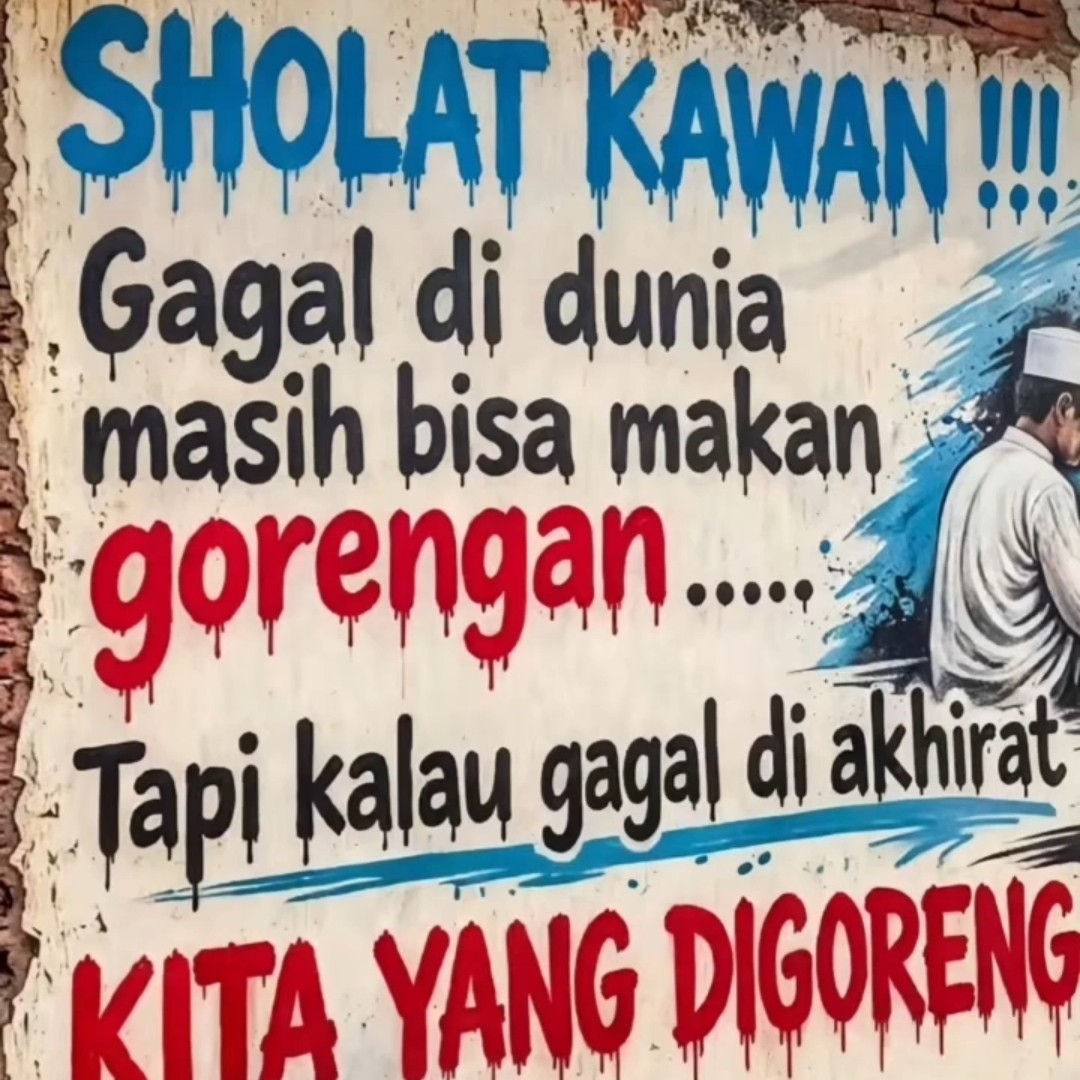 SHOLAT KAWAN !!!
Gagal di dunia
masih bisa makan
gorengan.....
Tapi kalau gagal di akhirat
KITA YANG DIGORENG